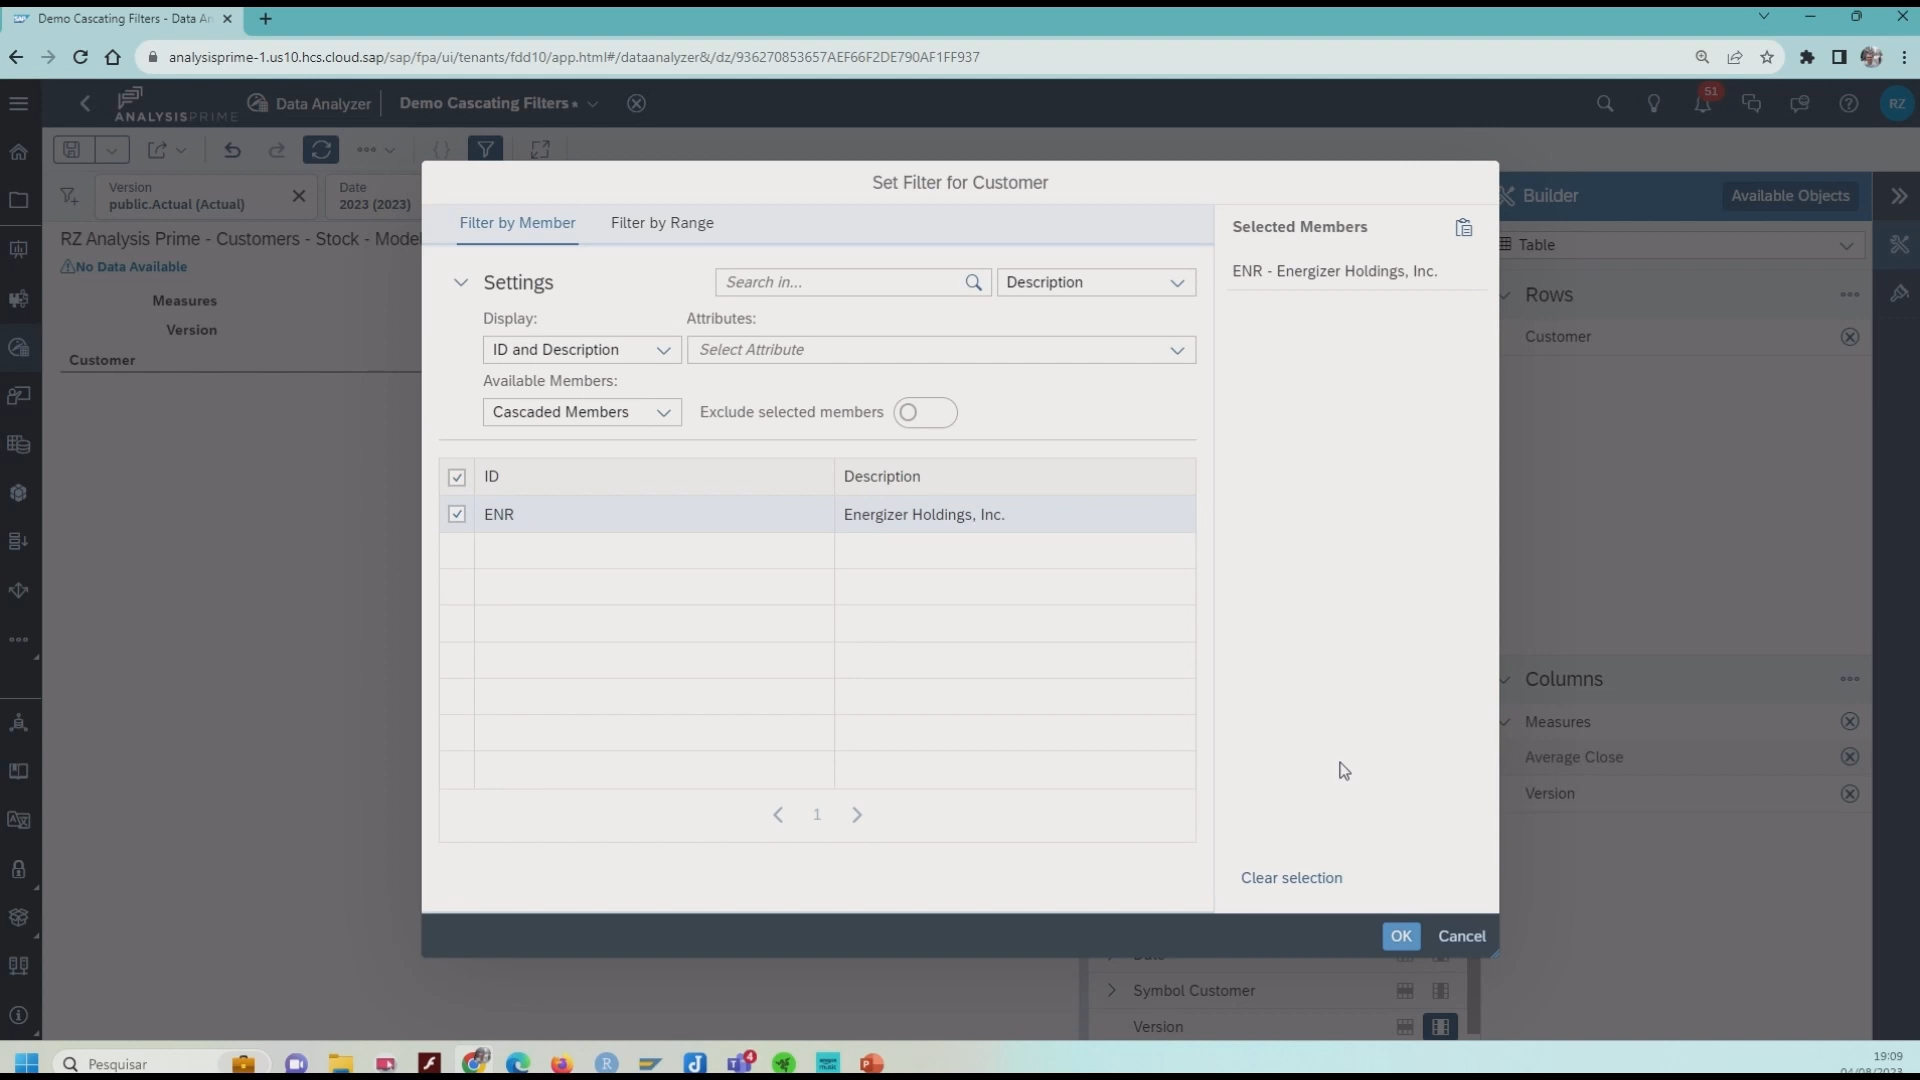 Demo Cascating Filters - Data An
analysisprime-1.us10.hcs.cloud.sap/sap/fpa/ui/tenants/fdd10/app.html#/dataanalyzer&/dz/936270853657AEF66F2DE790AF1FF937
ANALYSISPRIME
Data Analyzer
Demo Cascating Filters
51
RZ
Version
public.Actual (Actual)
Date
2023 (2023)
RZ Analysis Prime - Customers - Stock - Model
No Data Available
Measures
Version
Customer
Set Filter for Customer
Filter by Member
Filter by Range
Settings
Search in...
Description
Display:
Attributes:
ID and Description
Select Attribute
Available Members:
Cascaded Members
Exclude selected members
ID
Description
ENR
Energizer Holdings, Inc.
1
Selected Members
ENR - Energizer Holdings, Inc.
Clear selection
OK
Cancel
Builder
Available Objects
Table
Rows
Customer
Columns
Measures
Average Close
Version
Symbol Customer
Version
Pesquisar
4
19:09